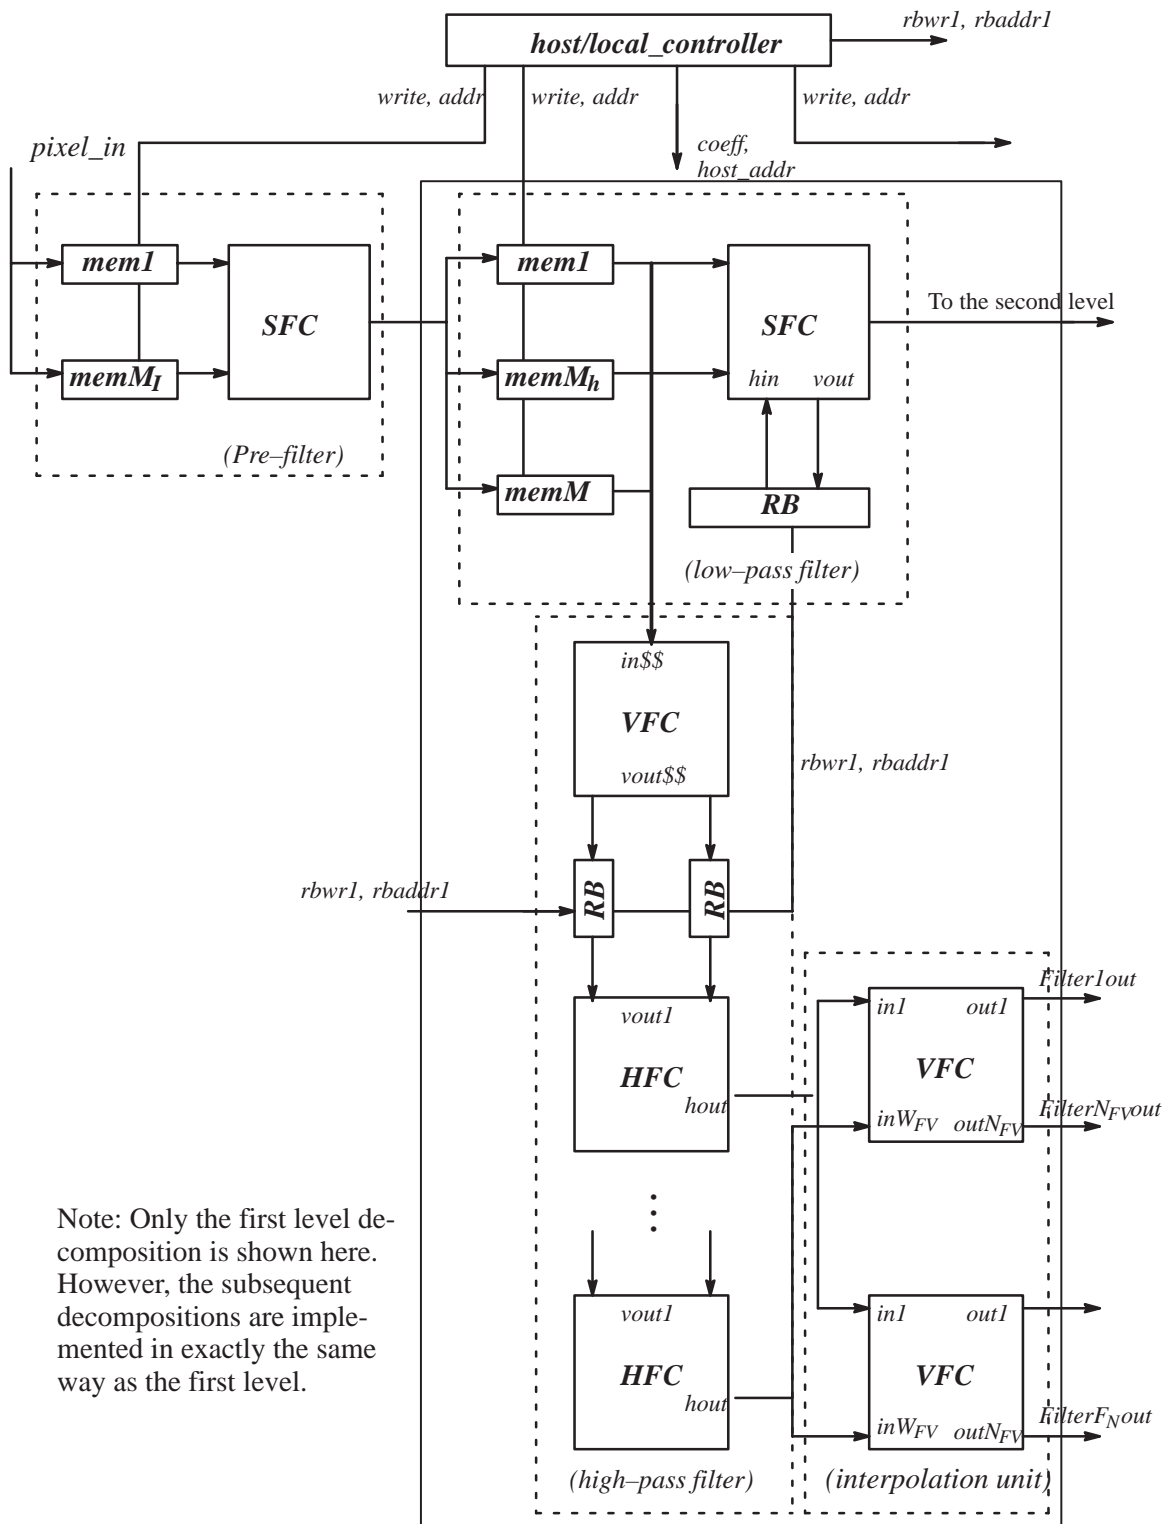 rbwr1, rbaddr1
host/local_controller
write, addr
write, addr
write, addr
coeff,
host_addr
pixel_in
mem1
SFC
memM_I
(Pre–filter)
mem1
memM_h
memM
SFC
hin
vout
RB
(low–pass filter)
To the second level
in$$
VFC
vout$$
rbwr1, rbaddr1
rbwr1, rbaddr1
RB
RB
vout1
HFC
hout
in1
out1
VFC
inW_FV
outN_FV
Filter1out
FilterN_FVout
vout1
HFC
hout
in1
out1
VFC
inW_FV
outN_FV
FilterF_Nout
(high–pass filter)
(interpolation unit)
Note: Only the first level de-
composition is shown here.
However, the subsequent
decompositions are imple-
mented in exactly the same
way as the first level.